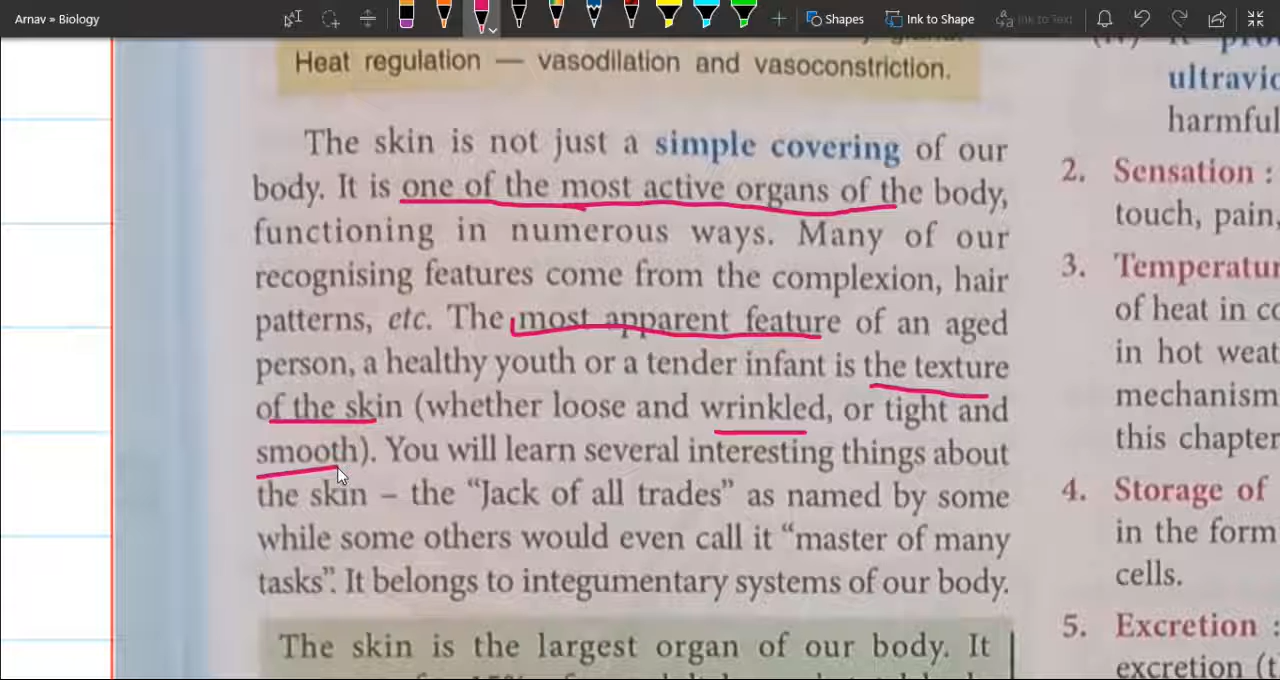 Arnav » Biology
Shapes
Ink to Shape
Ink to Text
Heat regulation — vasodilation and vasoconstriction.
The skin is not just a simple covering of our
body. It is one of the most active organs of the body,
functioning in numerous ways. Many of our
recognising features come from the complexion, hair
patterns, etc. The most apparent feature of an aged
person, a healthy youth or a tender infant is the texture
of the skin (whether loose and wrinkled, or tight and
smooth). You will learn several interesting things about
the skin – the “Jack of all trades” as named by some
while some others would even call it “master of many
tasks”. It belongs to integumentary systems of our body.
The skin is the largest organ of our body. It
harmful
2. Sensation :
touch, pain,
3.
of heat in
in hot
mechanism
this chapter
4. Storage of
in the form
cells.
5. Excretion :
excretion